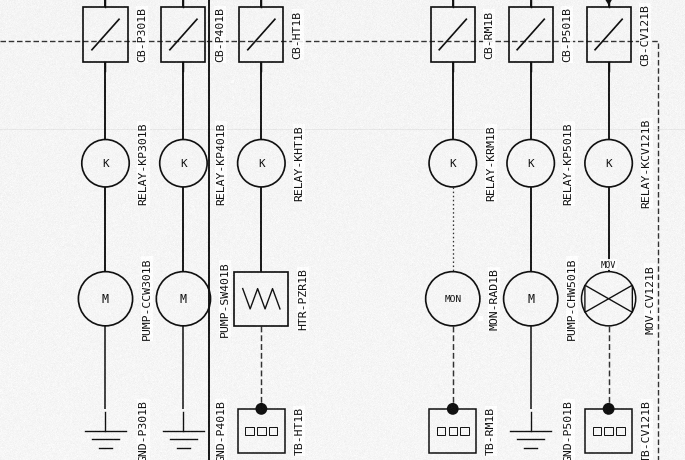 CB-P301B
CB-P401B
CB-HT1B
CB-RM1B
CB-P501B
CB-CV121B
K
RELAY-KP301B
K
RELAY-KP401B
K
RELAY-KHT1B
K
RELAY-KRM1B
K
RELAY-KP501B
K
RELAY-KCV121B
M
PUMP-CCW301B
M
PUMP-SW401B
HTR-PZR1B
MON
MON-RAD1B
M
PUMP-CHW501B
MOV
MOV-CV121B
GND-P301B
GND-P401B
TB-HT1B
TB-RM1B
GND-P501B
TB-CV121B